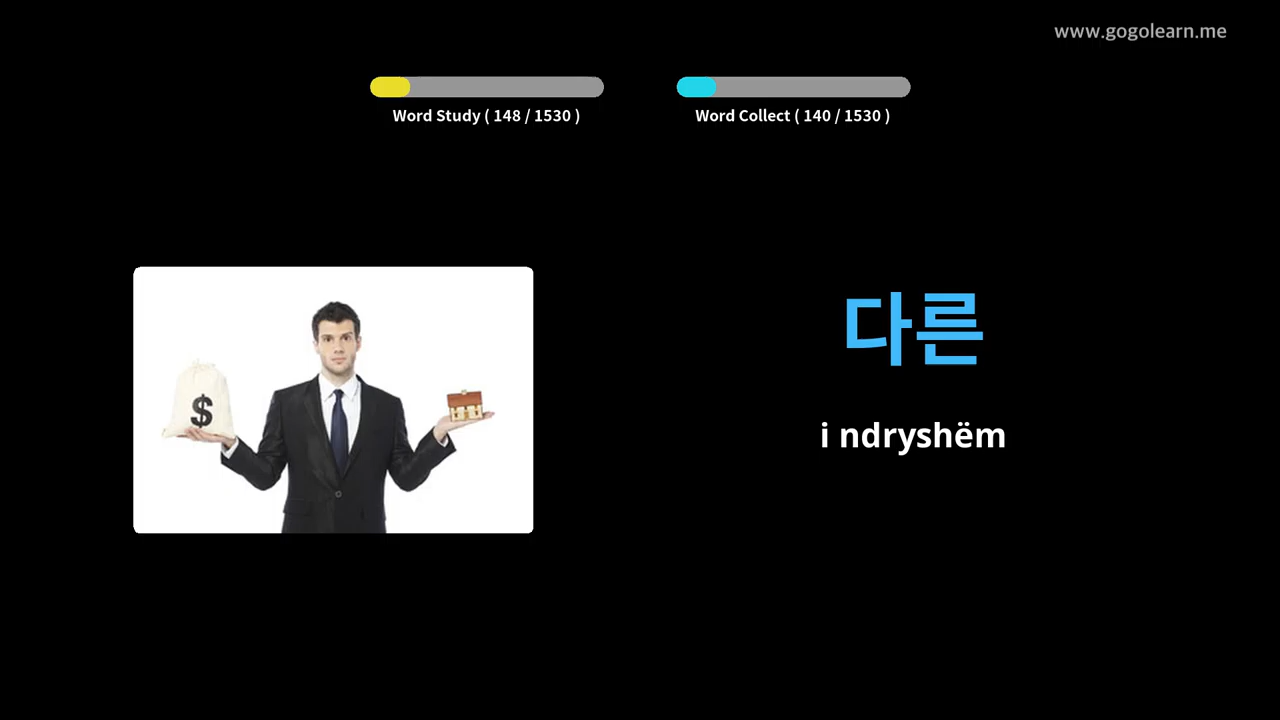 www.gogolearn.me
Word Study ( 148 / 1530 )
Word Collect ( 140 / 1530 )
$
다른
i ndryshëm